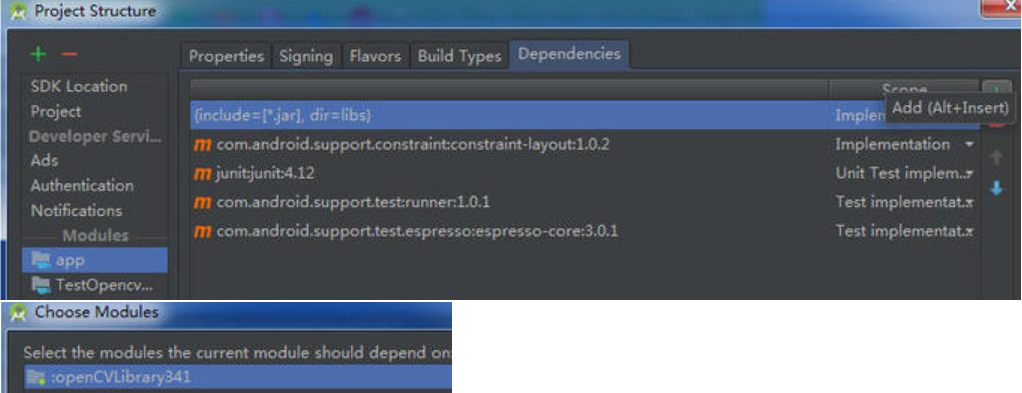 Project Structure
Properties Signing Flavors Build Types Dependencies
SDK Location
Project
Developer Servi...
Ads
Authentication
Notifications
Modules
app
TestOpencv...
Scope
Add (Alt+Insert)
{include=[*.jar], dir=libs} Implem
com.android.support.constraint:constraint-layout:1.0.2 Implementation
junit:junit:4.12 Unit Test implem...
com.android.support.test:runner:1.0.1 Test implementat...
com.android.support.test.espresso:espresso-core:3.0.1 Test implementat...
Choose Modules
Select the modules the current module should depend on:
:openCVLibrary341